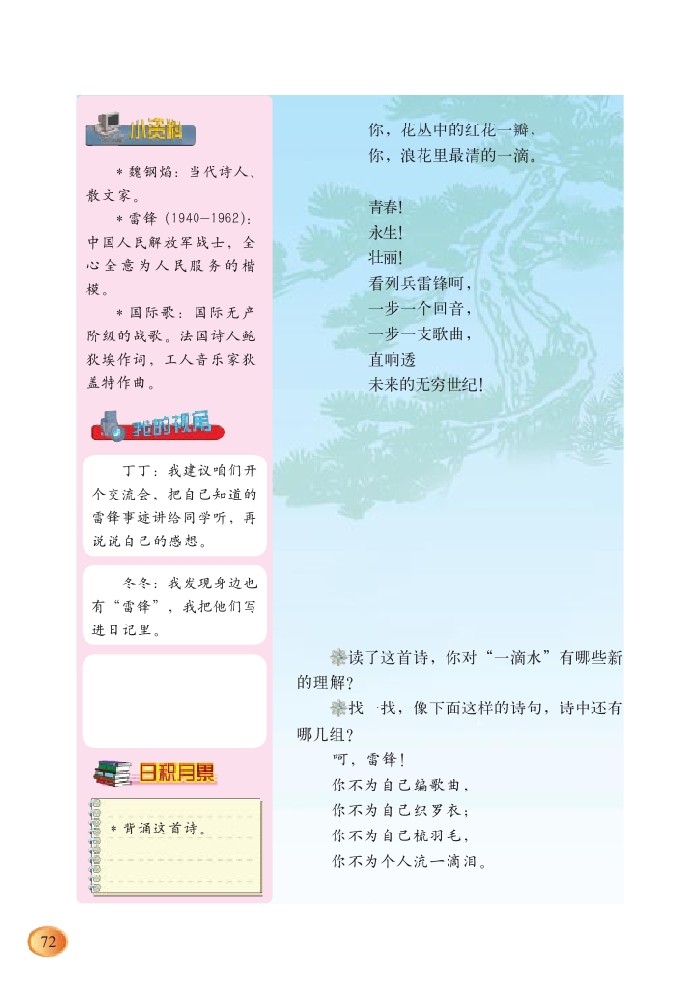 小资料
*魏钢焰：当代诗人、
散文家。
*雷锋（1940—1962）：
中国人民解放军战士，全
心全意为人民服务的楷
模。
*国际歌：国际无产
阶级的战歌。法国诗人鲍
狄埃作词，工人音乐家狄
盖特作曲。
我的视角
丁丁：我建议咱们开
个交流会，把自己知道的
雷锋事迹讲给同学听，再
说说自己的感想。
冬冬：我发现身边也
有“雷锋”，我把他们写
进日记里。
日积月累
*背诵这首诗。
你，花丛中的红花一瓣，
你，浪花里最清的一滴。
青春！
永生！
壮丽！
看列兵雷锋呵，
一步一个回音，
一步一支歌曲，
直响透
未来的无穷世纪！
读了这首诗，你对“一滴水”有哪些新
的理解？
找一找，像下面这样的诗句，诗中还有
哪几组？
呵，雷锋！
你不为自己编歌曲，
你不为自己织罗衣；
你不为自己梳羽毛，
你不为个人流一滴泪。
72